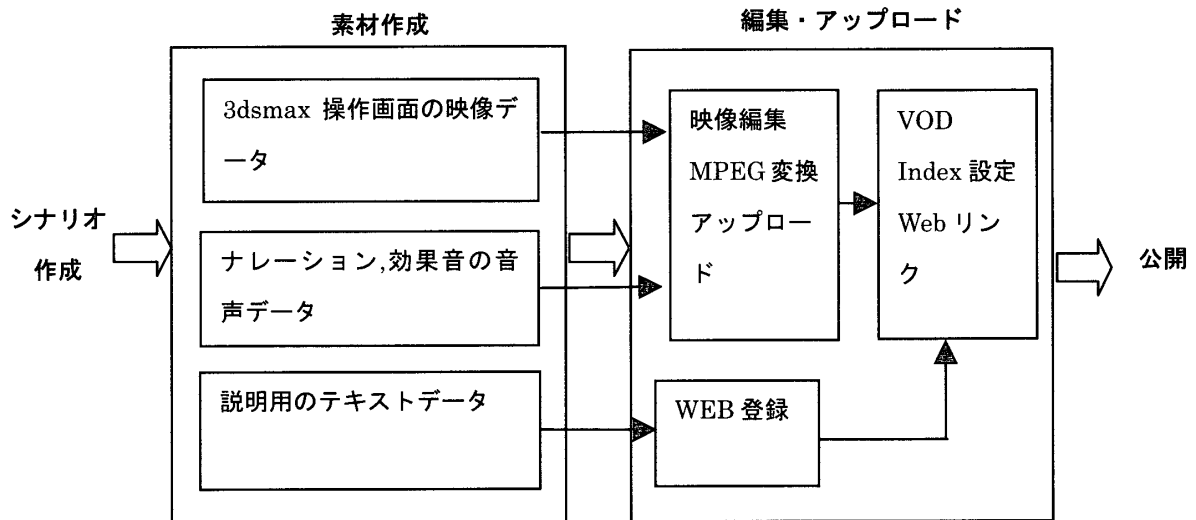 素材作成
編集・アップロード
シナリオ
作成
3dsmax 操作画面の映像デ
ータ
ナレーション,効果音の音
声データ
説明用のテキストデータ
映像編集
MPEG 変換
アップロー
ド
VOD
Index 設定
Web リン
ク
WEB 登録
公開